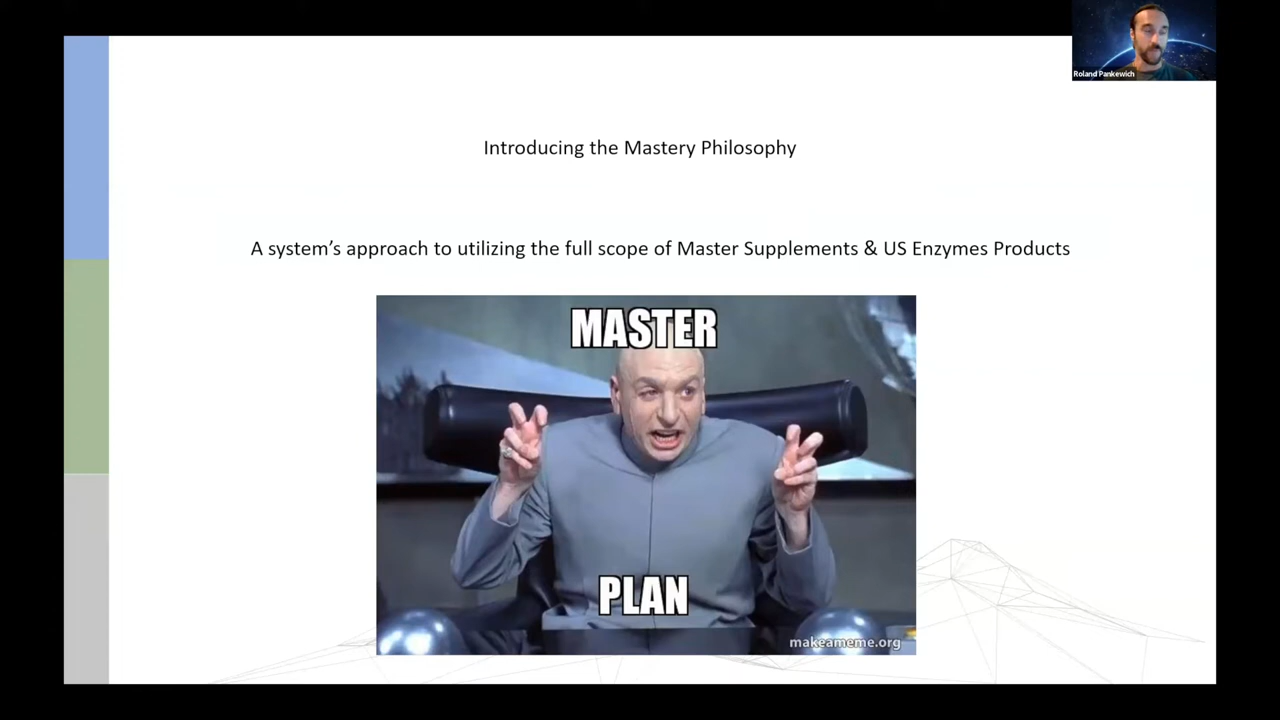 Roland Pankewich
Introducing the Mastery Philosophy
A system's approach to utilizing the full scope of Master Supplements & US Enzymes Products
MASTER
PLAN
makeameme.org